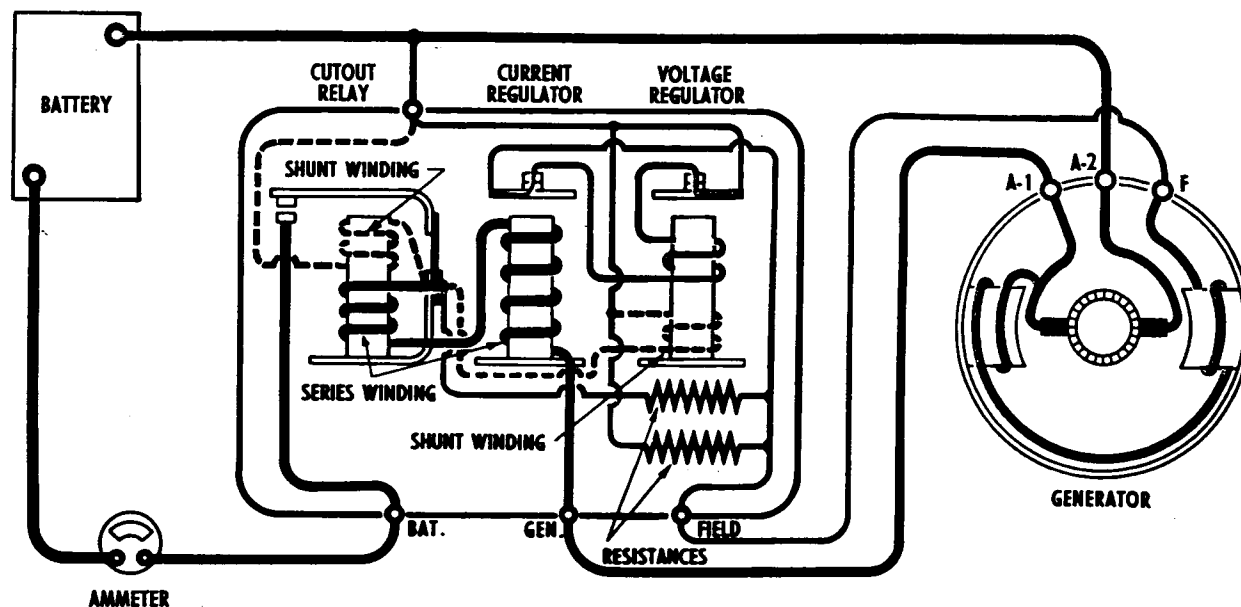 BATTERY
CUTOUT
RELAY
CURRENT
REGULATOR
VOLTAGE
REGULATOR
SHUNT WINDING
A-1
A-2
F
SERIES WINDING
SHUNT WINDING
GENERATOR
BAT.
GEN.
FIELD
RESISTANCES
AMMETER